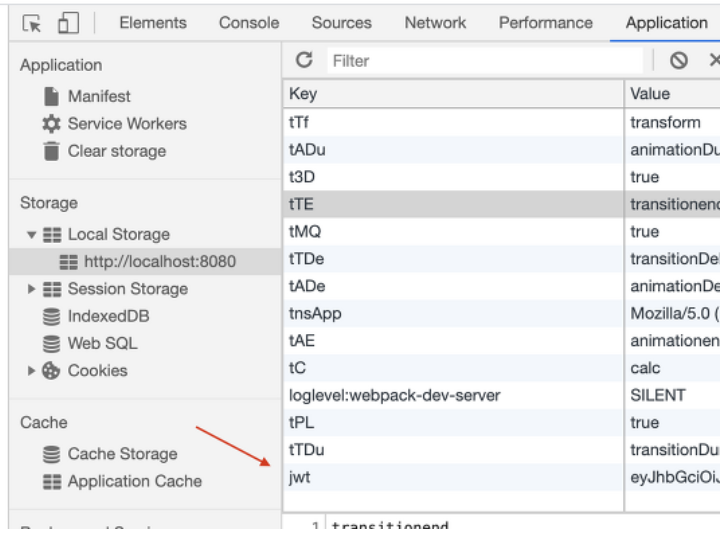 Elements Console Sources Network Performance Application
Application
Manifest
Service Workers
Clear storage
Storage
Local Storage
http://localhost:8080
Session Storage
IndexedDB
Web SQL
Cookies
Cache
Cache Storage
Application Cache
Filter
Key Value
tTf transform
tADu animationDu
t3D true
tTE transitionend
tMQ true
tTDe transitionDel
tADe animationDe
tnsApp Mozilla/5.0 (
tAE animationen
tC calc
loglevel:webpack-dev-server SILENT
tPL true
tTDu transitionDur
jwt eyJhbGciOiJ
1 transitionend